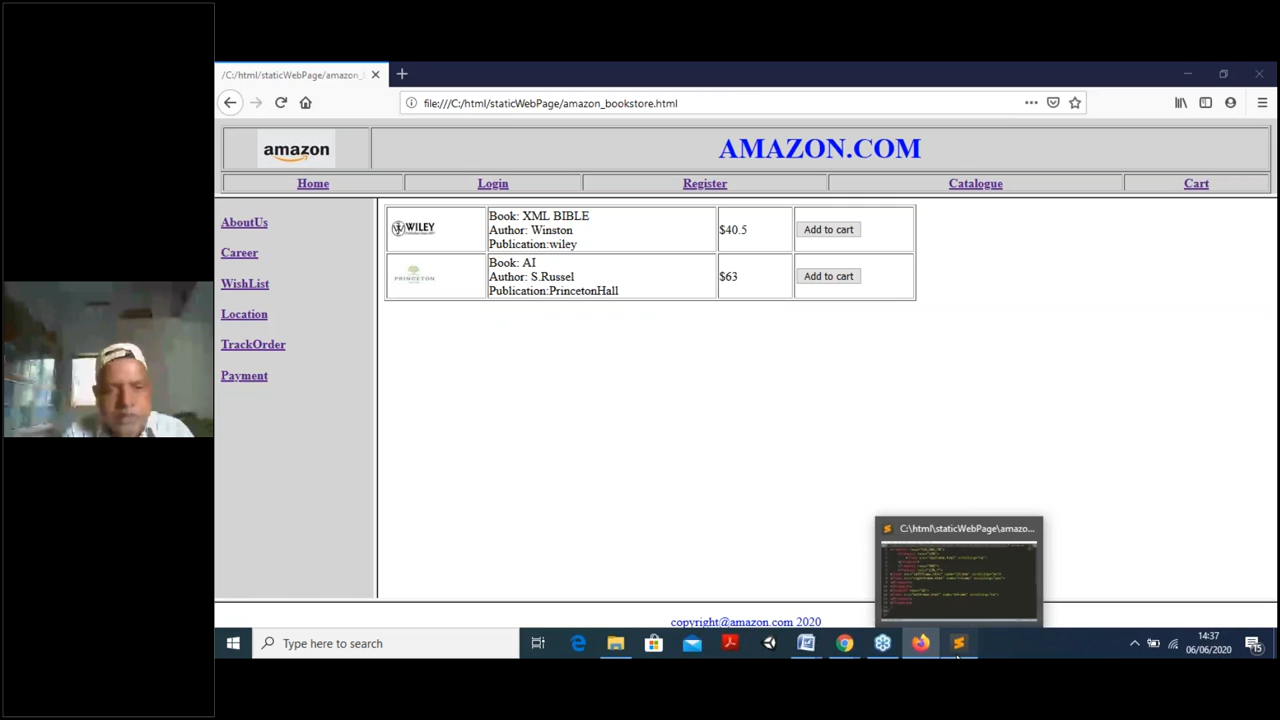 /C:/html/staticWebPage/amazon_
file:///C:/html/staticWebPage/amazon_bookstore.html
amazon
AMAZON.COM
Home
Login
Register
Catalogue
Cart
AboutUs
Career
WishList
Location
TrackOrder
Payment
WILEY
Book: XML BIBLE
Author: Winston
Publication:wiley
$40.5
Add to cart
PRINCETON
Book: AI
Author: S.Russel
Publication:PrincetonHall
$63
Add to cart
C:\html\staticWebPage\amazo...
copyright@amazon.com 2020
Type here to search
14:37
06/06/2020
15